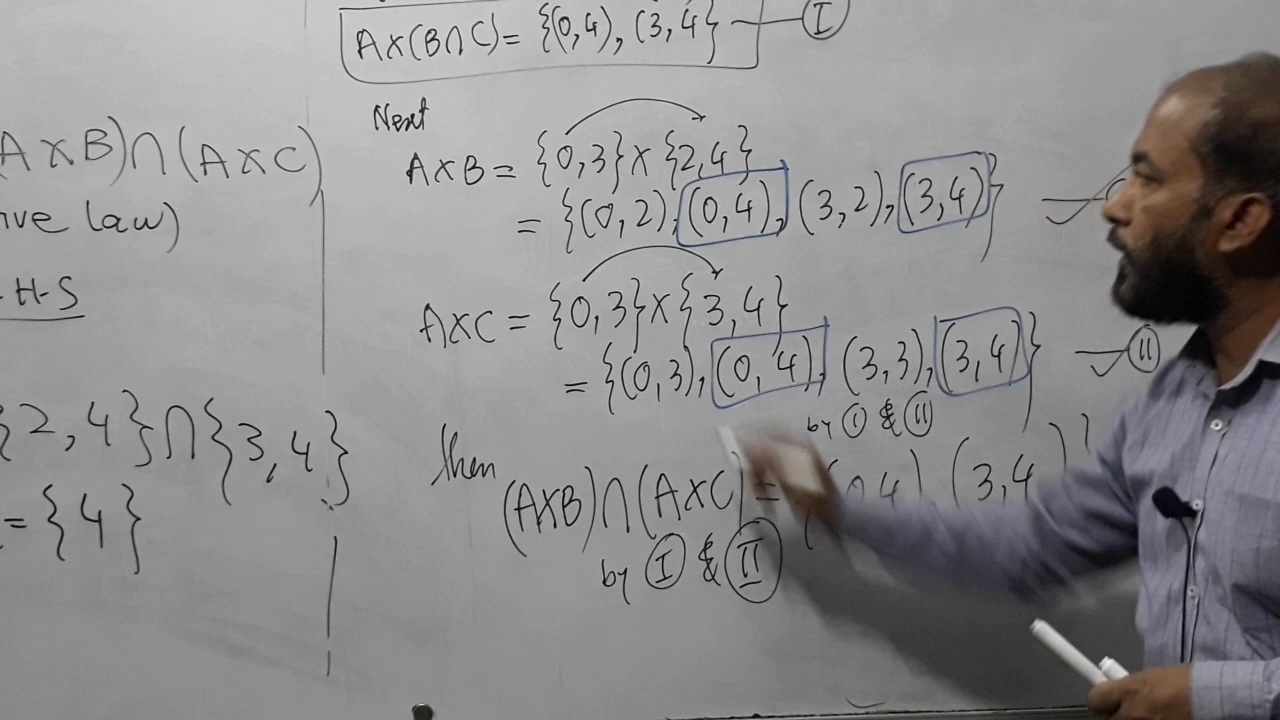 A×(B∩C)= {(0,4), (3,4} — I
Next
A×B = {0,3}×{2,4}
= {(0,2), (0,4), (3,2), (3,4)}
A×C = {0,3}×{3,4}
= {(0,3), (0,4), (3,3), (3,4)} — II
by I & II
then (A×B)∩(A×C) = 0,4), (3,4)}
by I & II
A×B)∩(A×C)
ive law)
-H-S
{2,4}∩{3,4}
= {4}